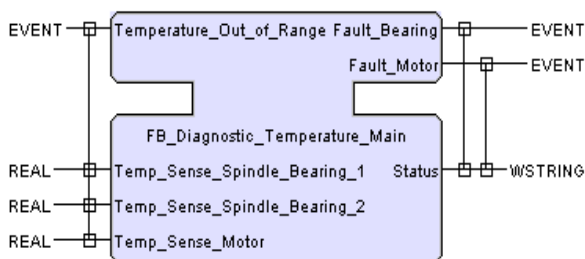 EVENT Temperature_Out_of_Range Fault_Bearing EVENT
Fault_Motor EVENT
FB_Diagnostic_Temperature_Main
REAL Temp_Sense_Spindle_Bearing_1 Status WSTRING
REAL Temp_Sense_Spindle_Bearing_2
REAL Temp_Sense_Motor